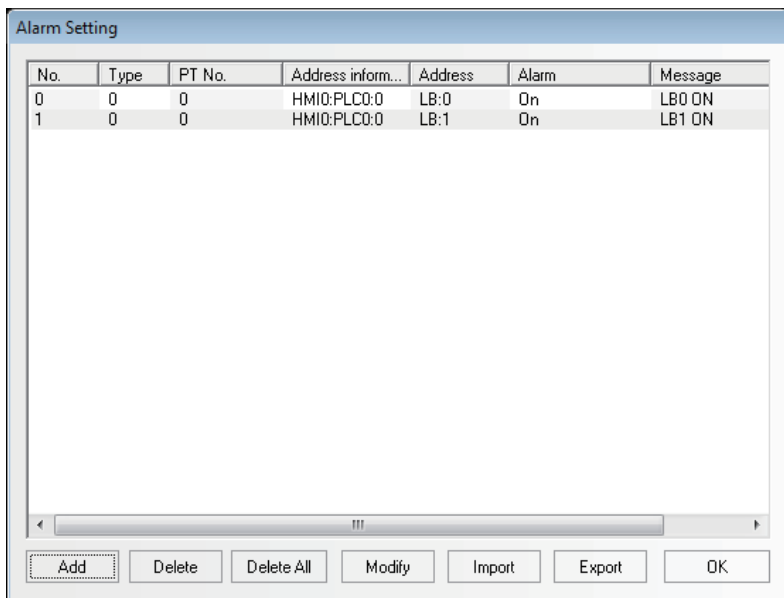 Alarm Setting
No. Type PT No. Address inform... Address Alarm Message
0 0 0 HMI0:PLC0:0 LB:0 On LB0 ON
1 0 0 HMI0:PLC0:0 LB:1 On LB1 ON
Add Delete Delete All Modify Import Export OK